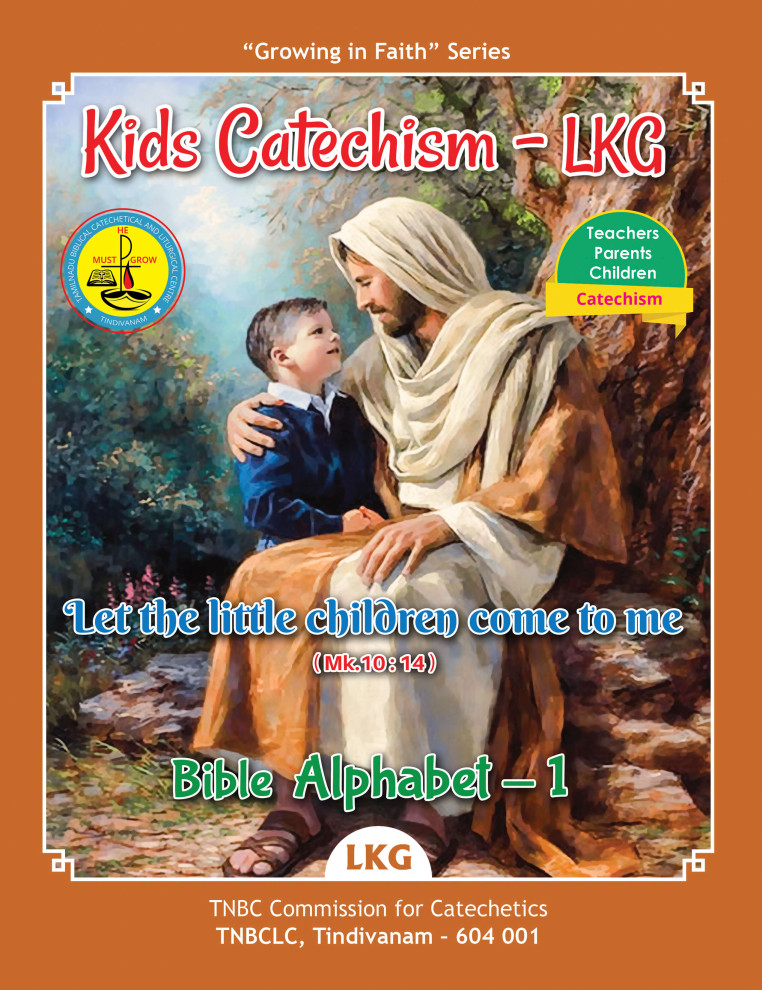 “Growing in Faith” Series
Kids Catechism - LKG
TAMILNADU BIBLICAL CATECHETICAL AND LITURGICAL CENTRE
HE
MUST GROW
TINDIVANAM
Teachers
Parents
Children
Catechism
Let the little children come to me
(Mk.10:14)
Bible Alphabet – 1
LKG
TNBC Commission for Catechetics
TNBCLC, Tindivanam – 604 001